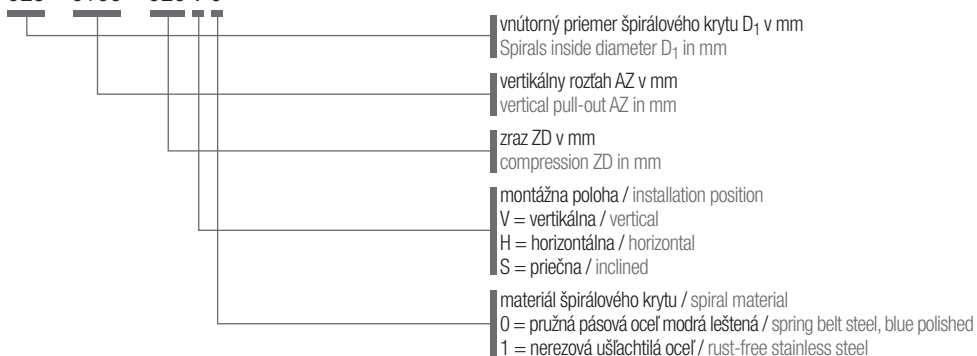 vnútorný priemer špirálového krytu D₁ v mm
Spirals inside diameter D₁ in mm
vertikálny rozťah AZ v mm
vertical pull-out AZ in mm
zraz ZD v mm
compression ZD in mm
montážna poloha / installation position
V = vertikálna / vertical
H = horizontálna / horizontal
S = priečna / inclined
materiál špirálového krytu / spiral material
0 = pružná pásová oceľ modrá leštená / spring belt steel, blue polished
1 = nerezová ušľachtilá oceľ / rust-free stainless steel